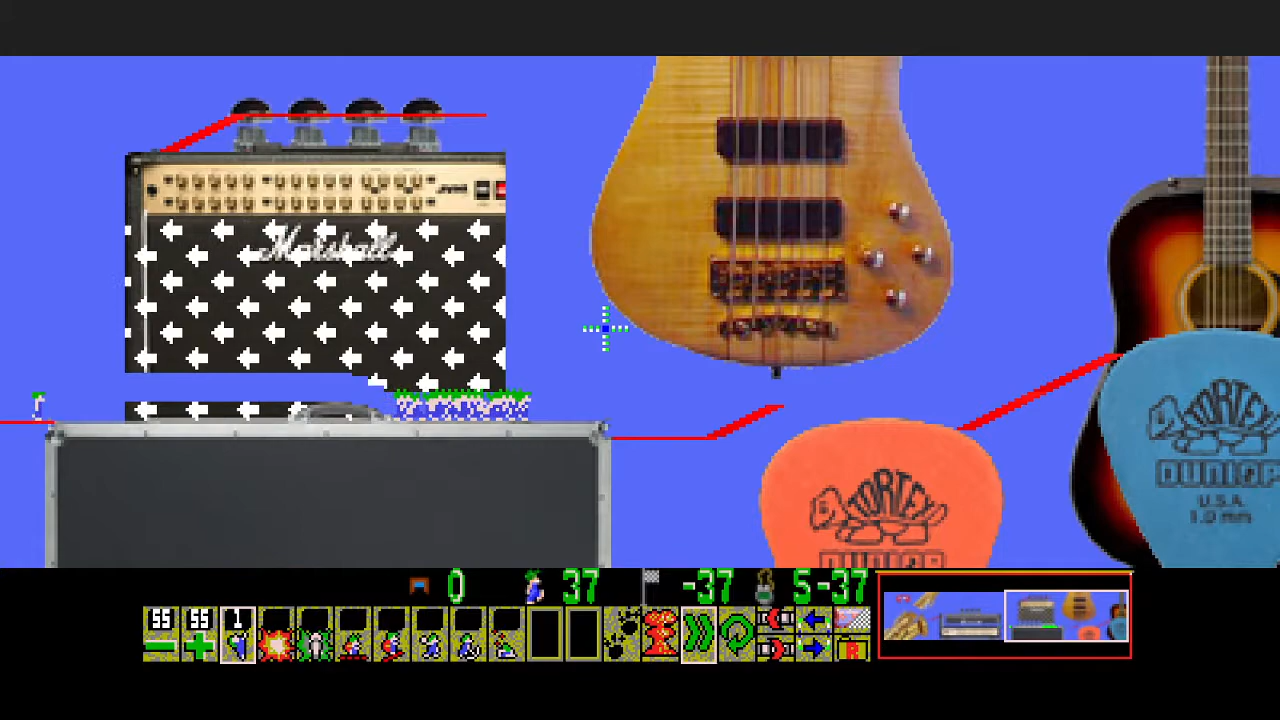 Marshall
TORTEX
DUNLOP
U.S.A.
1.0 mm
TORTEX
DUNLOP
0 37 -37 5-37
55 55 1
R